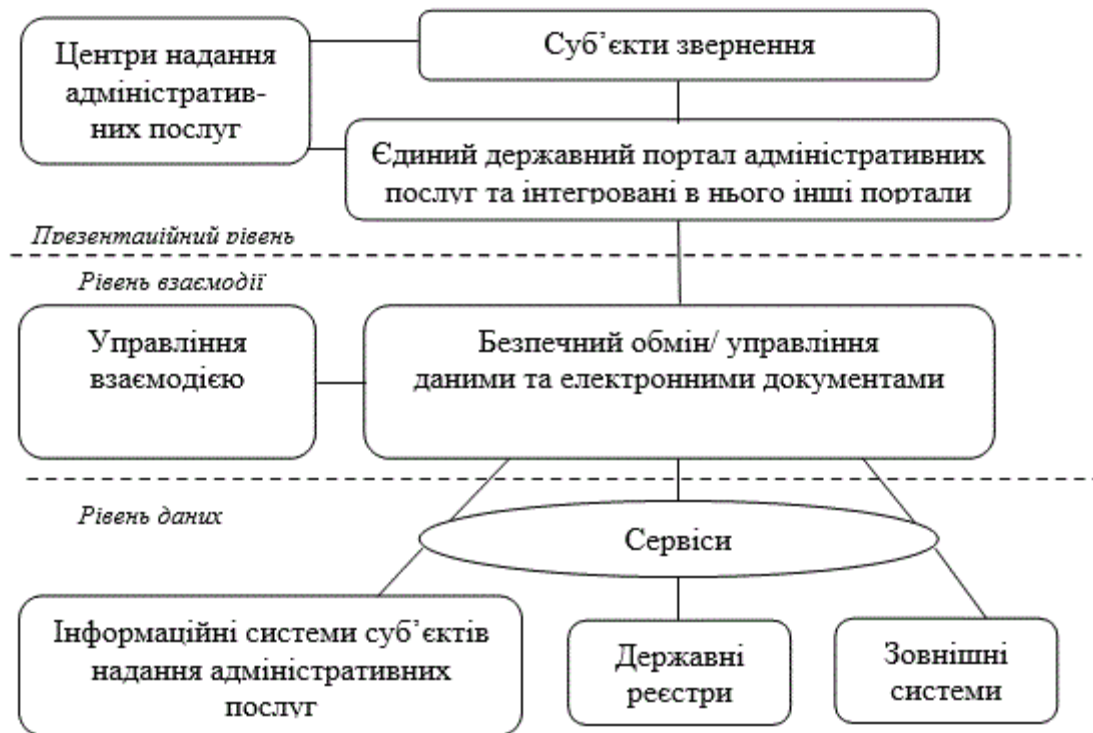 Центри надання
адміністратив-
них послуг
Суб’єкти звернення
Єдиний державний портал адміністративних
послуг та інтегровані в нього інші портали
Презентаційний рівень
Рівень взаємодії
Управління
взаємодією
Безпечний обмін/ управління
даними та електронними документами
Рівень даних
Сервіси
Інформаційні системи суб’єктів
надання адміністративних
послуг
Державні
реєстри
Зовнішні
системи